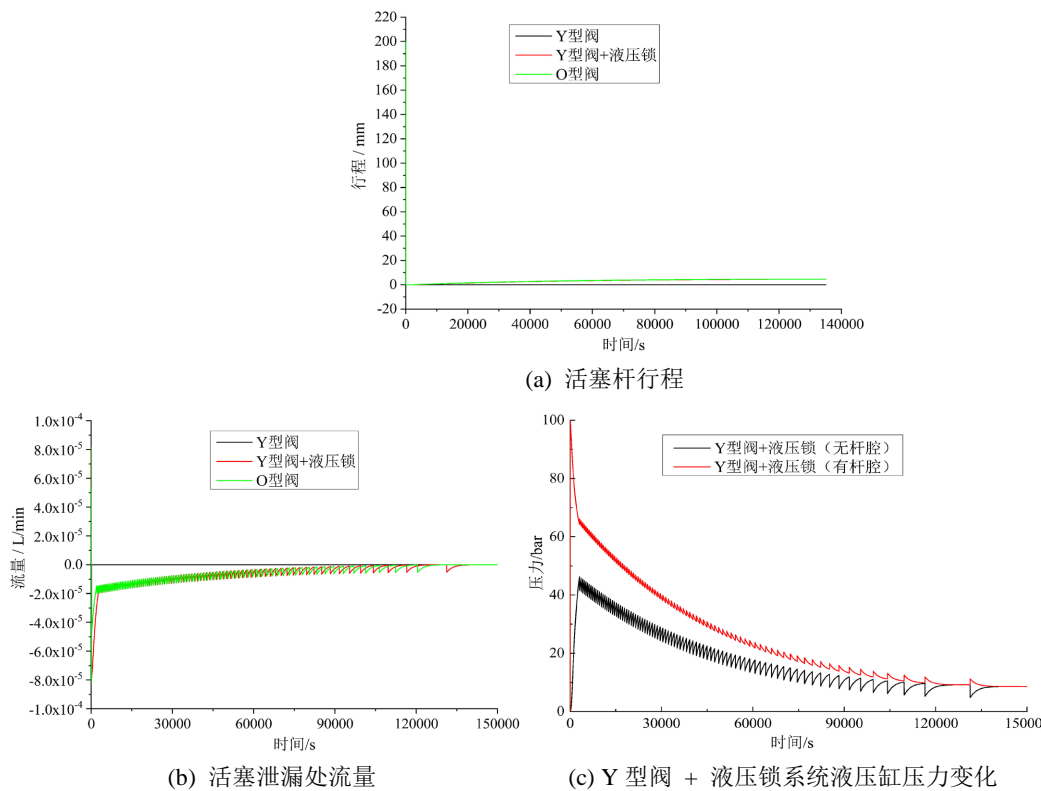 220
200
180
160
140
120
100
80
60
40
20
0
-20
行程 / mm
Y型阀
Y型阀+液压锁
O型阀
0 20000 40000 60000 80000 100000 120000 140000
时间/s
(a) 活塞杆行程
1.0x10⁻⁴
8.0x10⁻⁵
6.0x10⁻⁵
4.0x10⁻⁵
2.0x10⁻⁵
0.0
-2.0x10⁻⁵
-4.0x10⁻⁵
-6.0x10⁻⁵
-8.0x10⁻⁵
-1.0x10⁻⁴
流量 / L/min
Y型阀
Y型阀+液压锁
O型阀
0 30000 60000 90000 120000 150000
时间/s
(b) 活塞泄漏处流量
100
80
60
40
20
0
压力/bar
Y型阀+液压锁（无杆腔）
Y型阀+液压锁（有杆腔）
0 30000 60000 90000 120000 15000
时间/s
(c) Y 型阀 + 液压锁系统液压缸压力变化